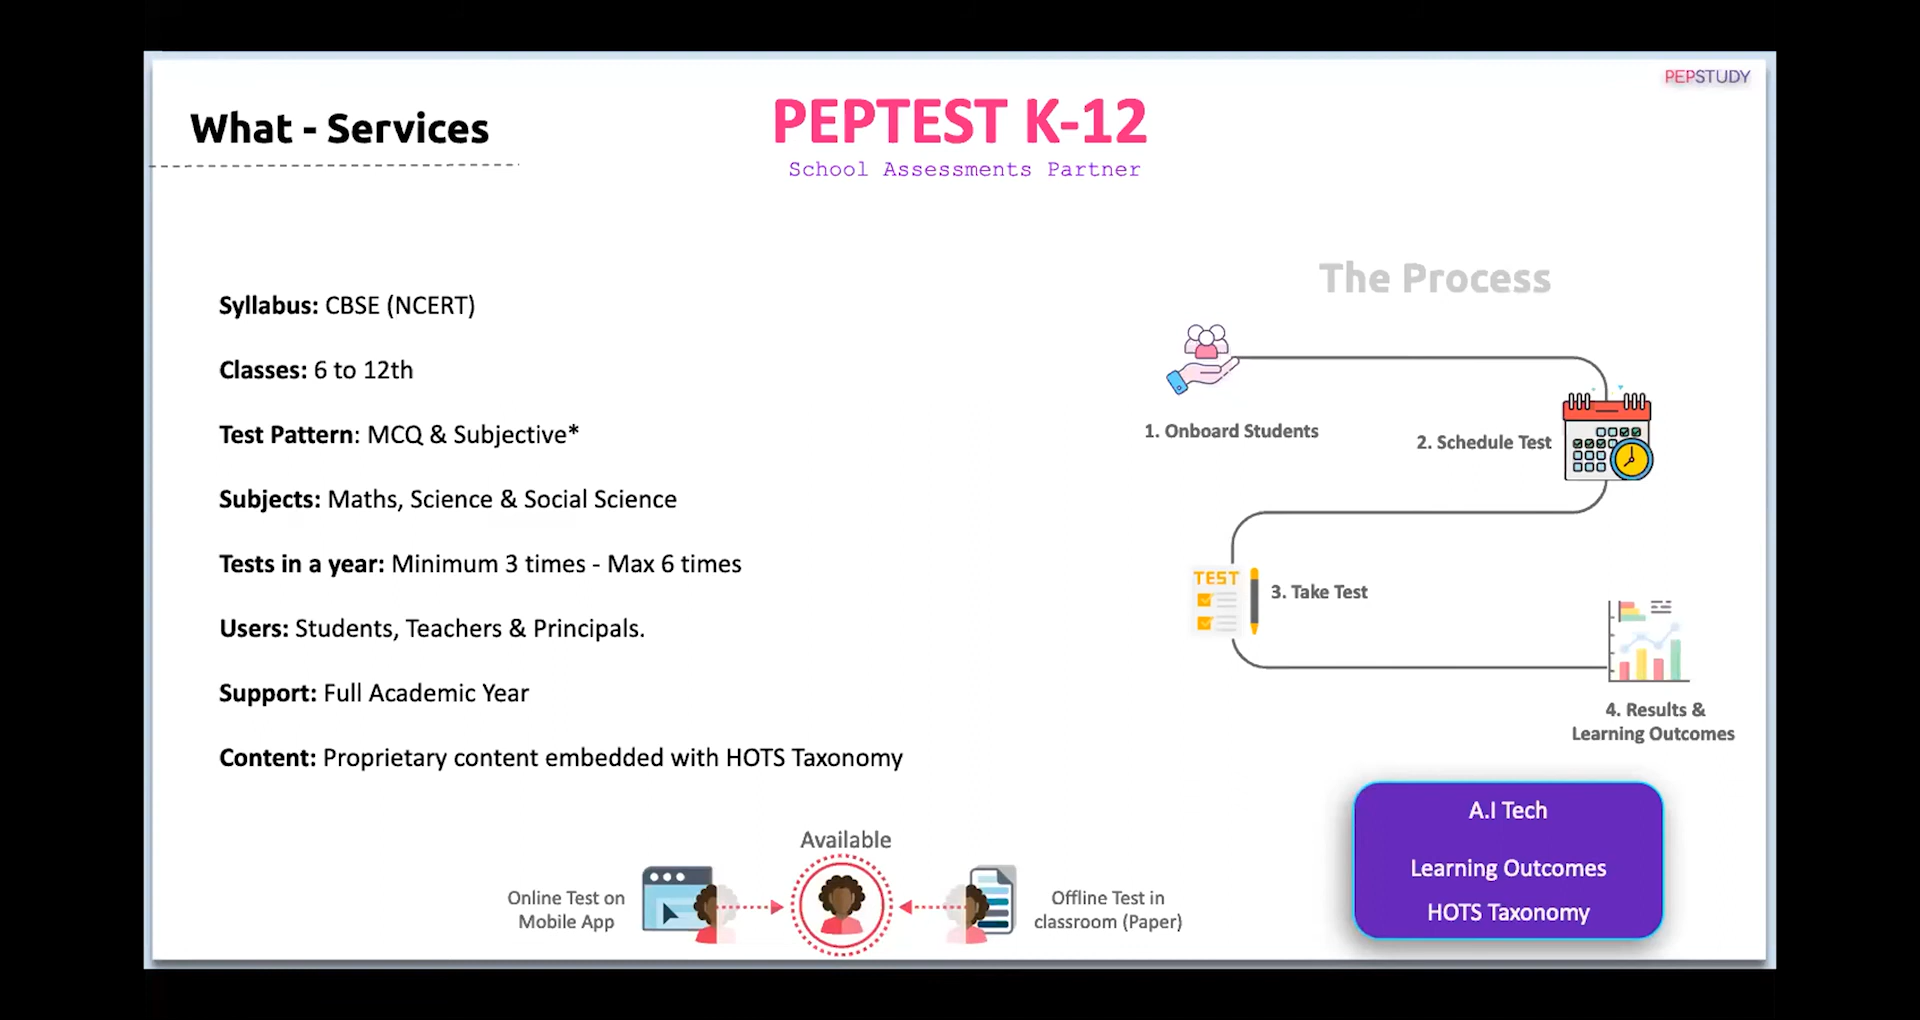 PEPSTUDY
What - Services
PEPTEST K-12
School Assessments Partner
Syllabus: CBSE (NCERT)
Classes: 6 to 12th
Test Pattern: MCQ & Subjective*
Subjects: Maths, Science & Social Science
Tests in a year: Minimum 3 times - Max 6 times
Users: Students, Teachers & Principals.
Support: Full Academic Year
Content: Proprietary content embedded with HOTS Taxonomy
The Process
1. Onboard Students
2. Schedule Test
TEST
3. Take Test
4. Results &
Learning Outcomes
Available
Online Test on
Mobile App
Offline Test in
classroom (Paper)
A.I Tech
Learning Outcomes
HOTS Taxonomy